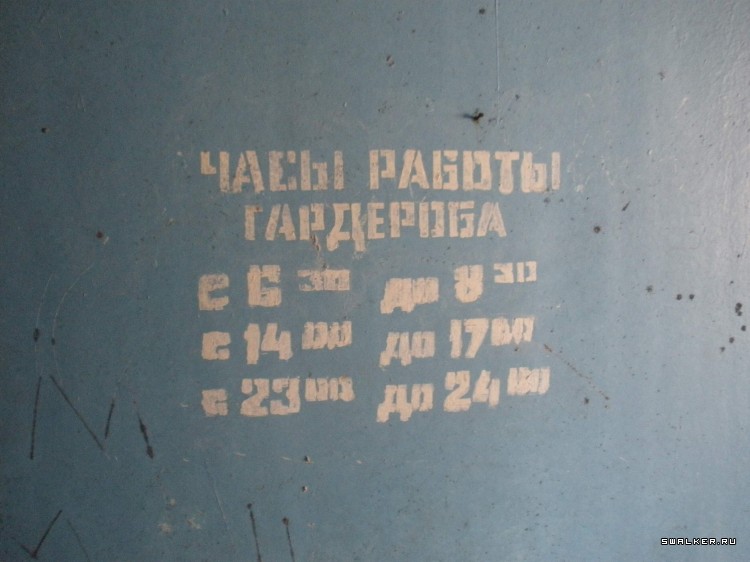 ЧАСЫ РАБОТЫ
ГАРДЕРОБА
С 6 30 ДО 8 30
С 14 00 ДО 17 00
С 23 00 ДО 24 00
SWALKER.RU